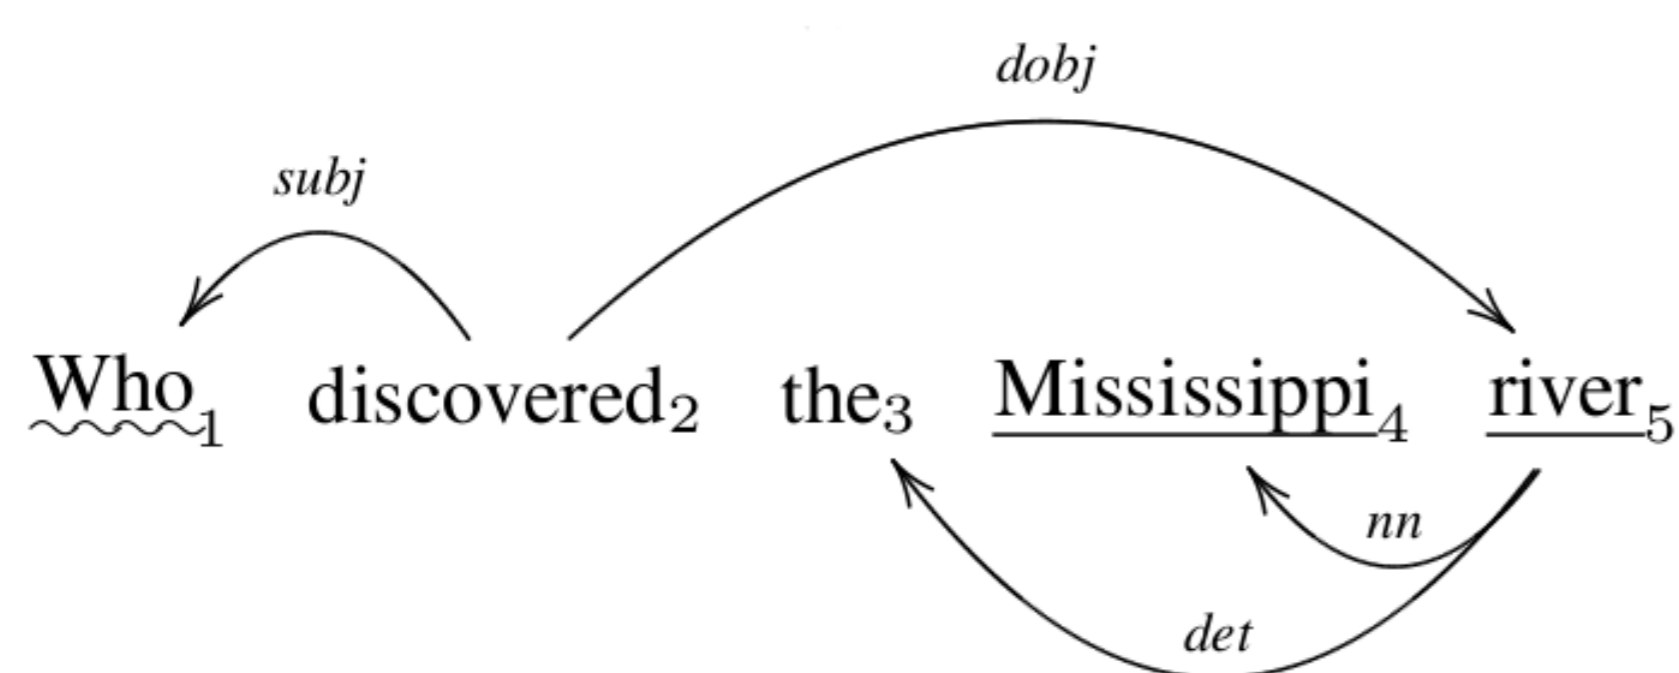 dobj
subj
Who1 discovered2 the3 Mississippi4 river5
nn
det